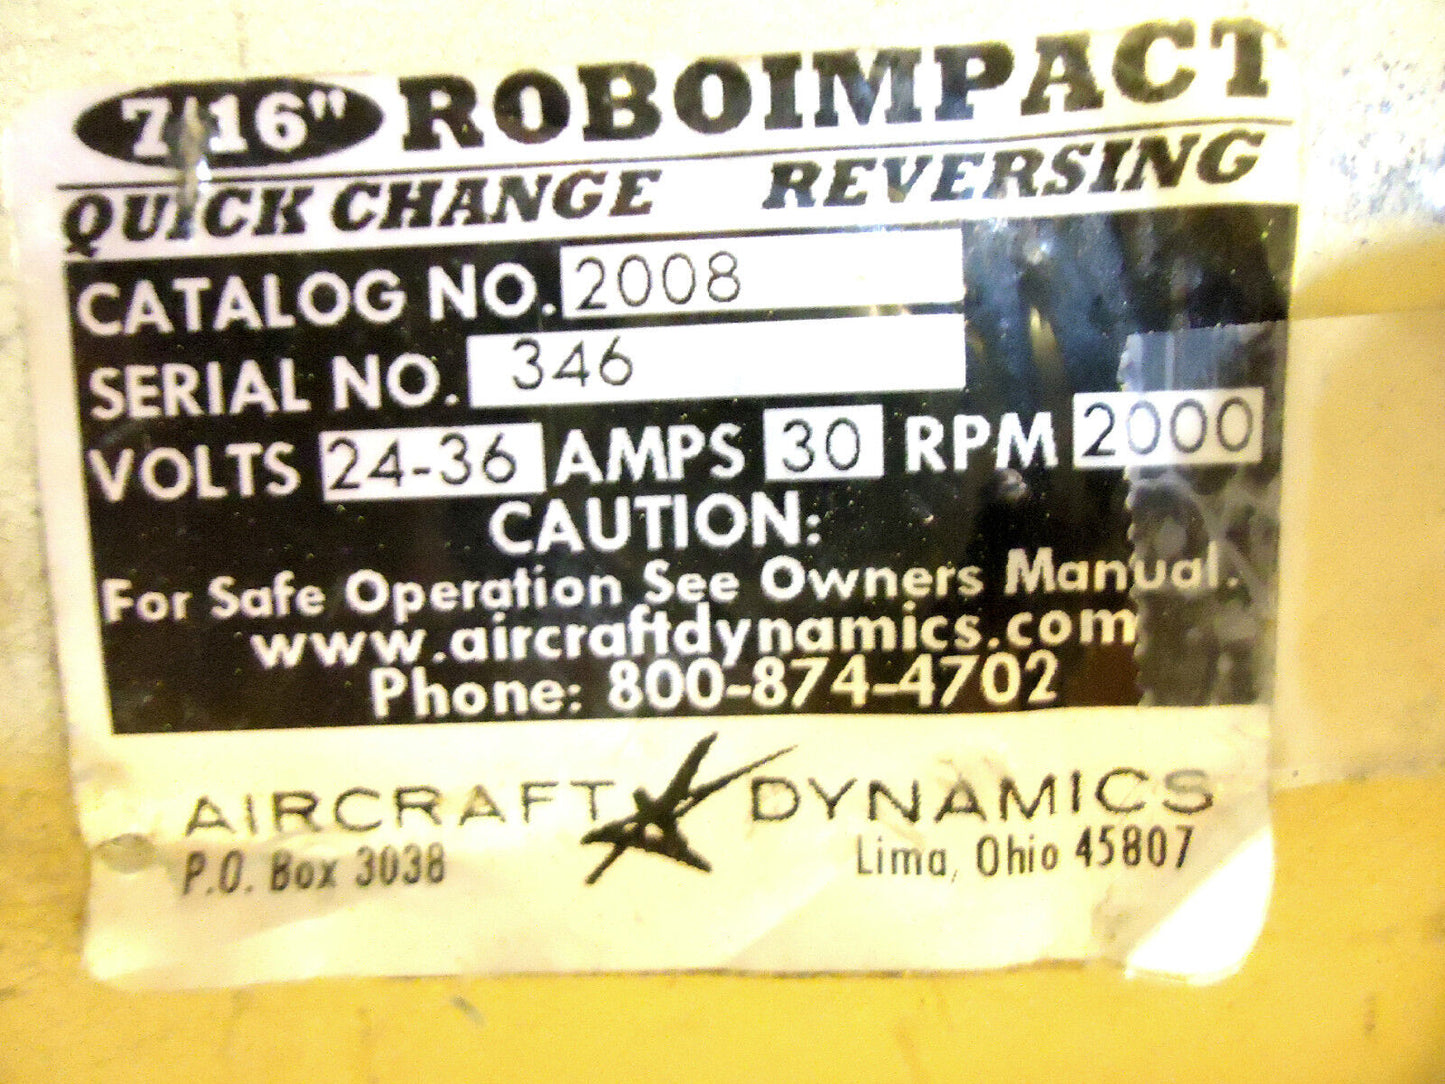 7/16" ROBOIMPACT
QUICK CHANGE REVERSING
CATALOG NO. 2008
SERIAL NO. 346
VOLTS 24-36 AMPS 30 RPM 2000
CAUTION:
For Safe Operation See Owners Manual.
www.aircraftdynamics.com
Phone: 800-874-4702
AIRCRAFT DYNAMICS
P.O. Box 3038 Lima, Ohio 45807